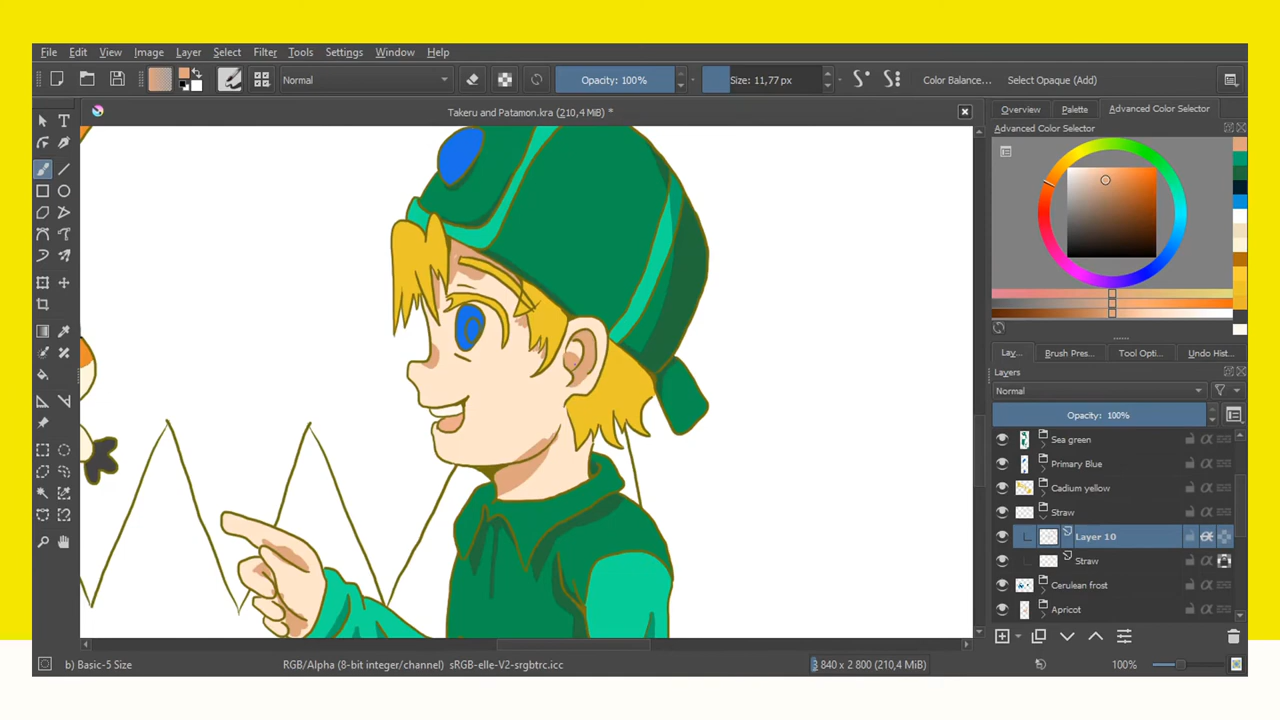 File Edit View Image Layer Select Filter Tools Settings Window Help
Normal Opacity: 100% Size: 11,77 px Color Balance... Select Opaque (Add)
Takeru and Patamon.kra (210,4 MiB) *
Overview Palette Advanced Color Selector
Advanced Color Selector
Lay... Brush Pres... Tool Opti... Undo Hist...
Layers
Normal
Opacity: 100%
Sea green
Primary Blue
Cadium yellow
Straw
Layer 10
Straw
Cerulean frost
Apricot
b) Basic-5 Size RGB/Alpha (8-bit integer/channel) sRGB-elle-V2-srgbtrc.icc 3 840 x 2 800 (210,4 MiB) 100%